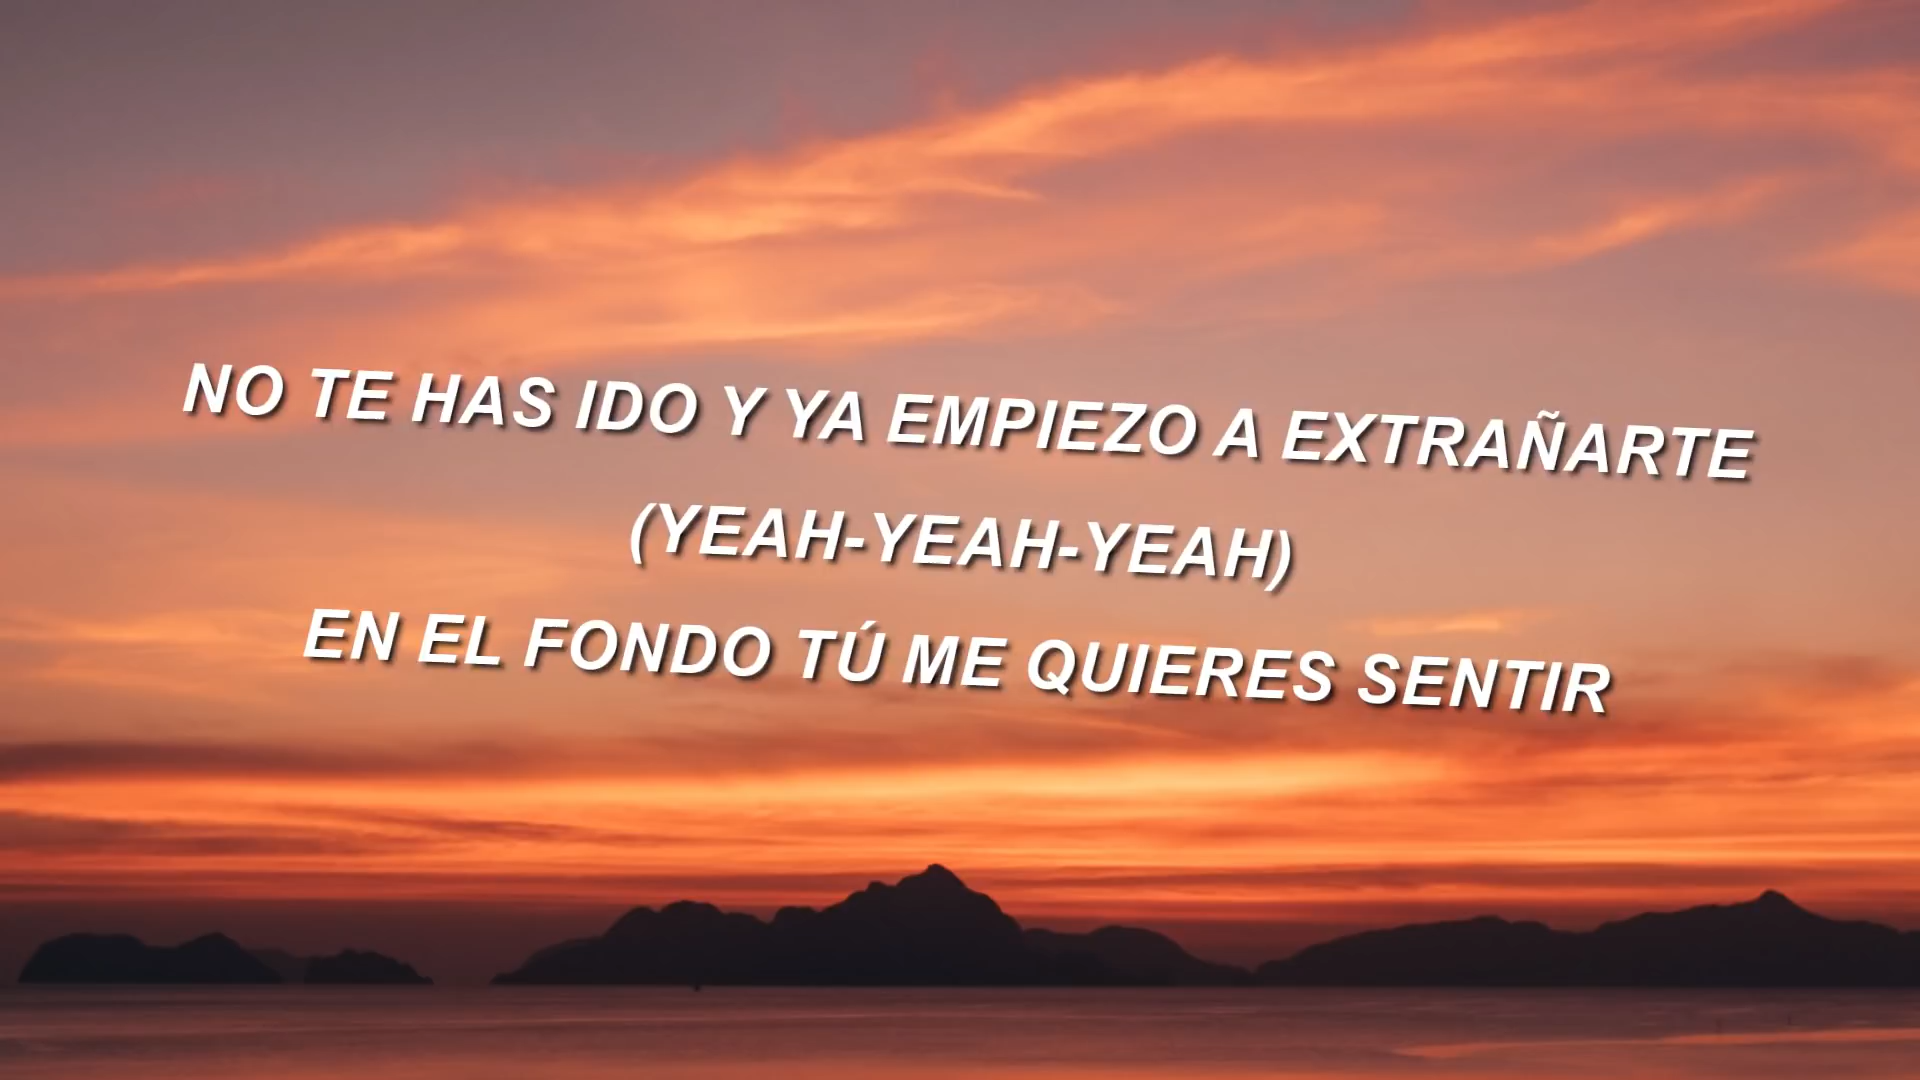 NO TE HAS IDO Y YA EMPIEZO A EXTRAÑARTE
(YEAH-YEAH-YEAH)
EN EL FONDO TÚ ME QUIERES SENTIR